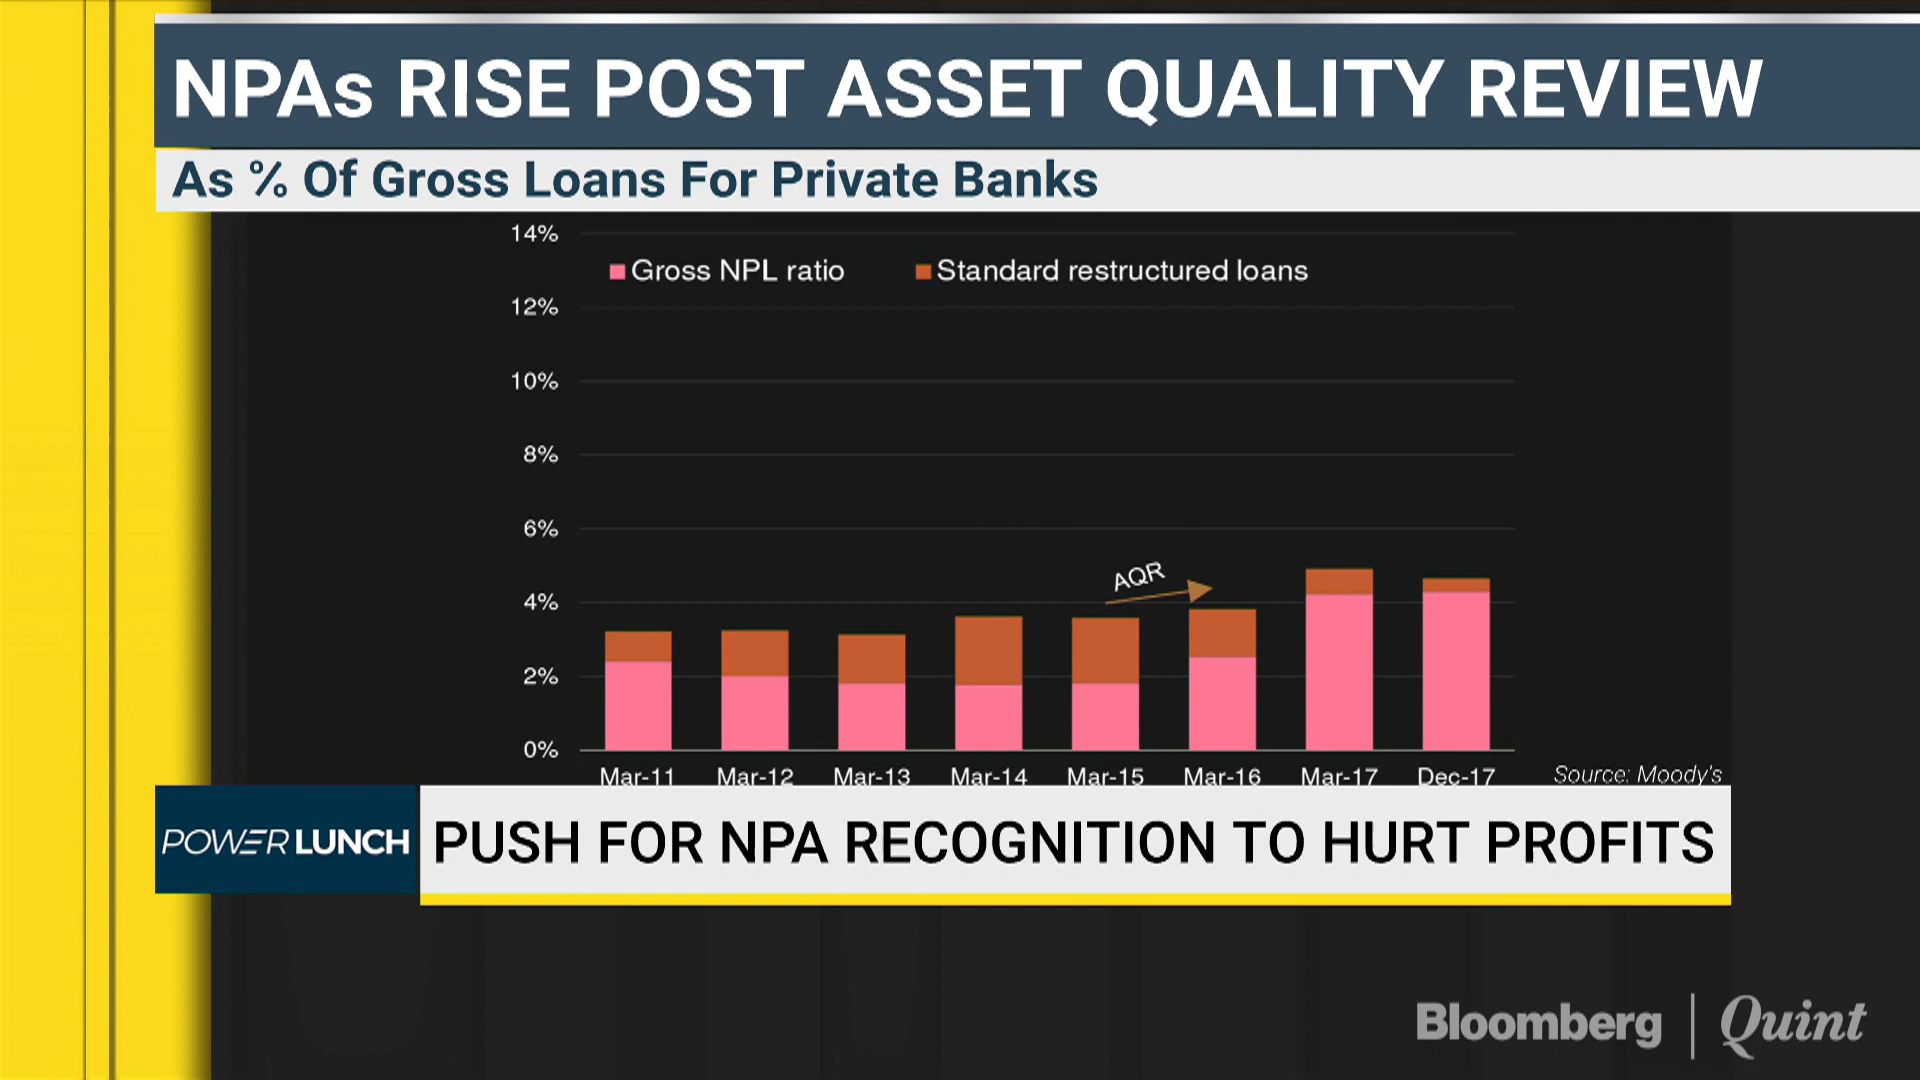 NPAs RISE POST ASSET QUALITY REVIEW
As % Of Gross Loans For Private Banks
14%
Gross NPL ratio
Standard restructured loans
12%
10%
8%
6%
AQR
4%
2%
0%
Mar-11 Mar-12 Mar-13 Mar-14 Mar-15 Mar-16 Mar-17 Dec-17
Source: Moody's
POWER LUNCH
PUSH FOR NPA RECOGNITION TO HURT PROFITS
Bloomberg | Quint